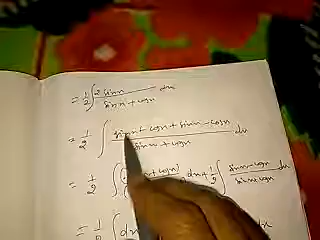 = 1/2 ∫ 2 sinx / sinx + cosx dx
= 1/2 ∫ sinx + cosx + sinx - cosx / sinx + cosx dx
= 1/2 ∫ + cosx) dx + 1/2 ∫ sinx - cosx / sinx + cosx
= 1/2 ∫ dx